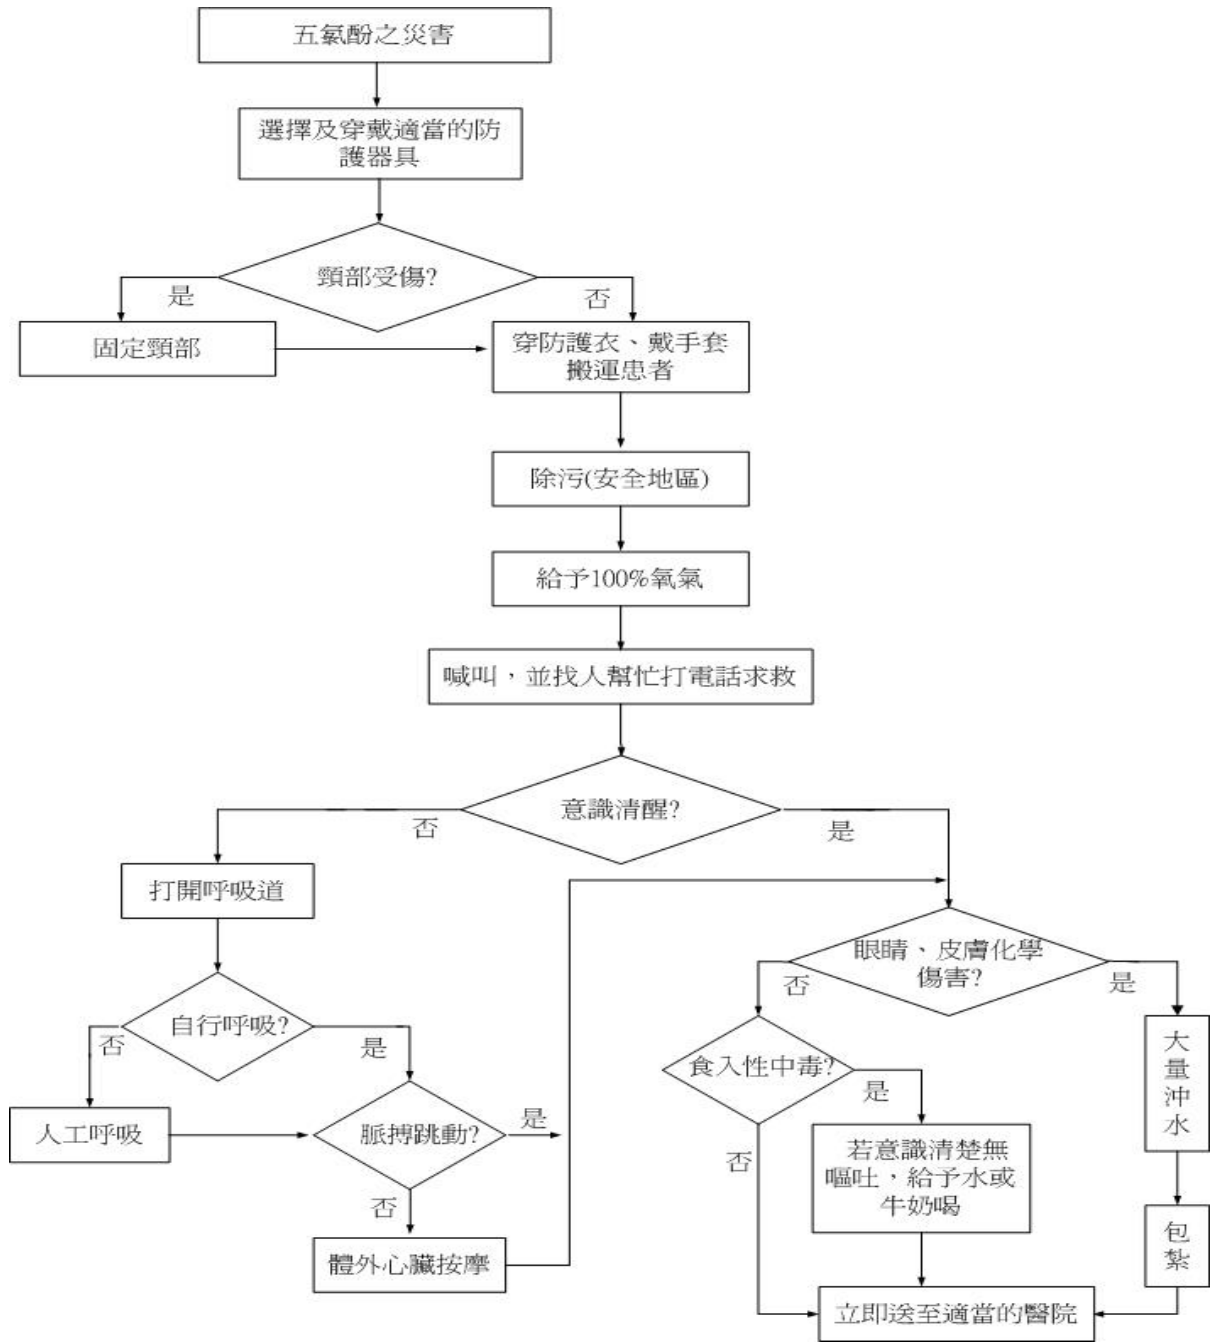 五氯酚之災害
選擇及穿戴適當的防
護器具
頸部受傷?
是
否
固定頸部
穿防護衣、戴手套
搬運患者
除污(安全地區)
給予100%氧氣
喊叫，並找人幫忙打電話求救
意識清醒?
否
是
打開呼吸道
眼睛、皮膚化學
傷害?
否
是
自行呼吸?
否
是
大
量
沖
水
食入性中毒?
是
否
人工呼吸
脈搏跳動?
是
否
若意識清楚無
嘔吐，給予水或
牛奶喝
體外心臟按摩
包
紮
立即送至適當的醫院